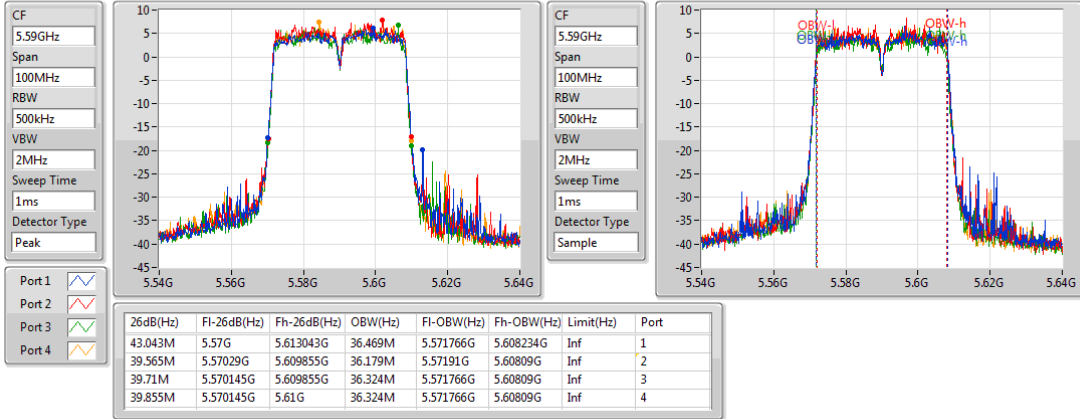 CF
5.59GHz
Span
100MHz
RBW
500kHz
VBW
2MHz
Sweep Time
1ms
Detector Type
Peak
Port 1
Port 2
Port 3
Port 4
10
5
0
-5
-10
-15
-20
-25
-30
-35
-40
-45
5.54G 5.56G 5.58G 5.6G 5.62G 5.64G
CF
5.59GHz
Span
100MHz
RBW
500kHz
VBW
2MHz
Sweep Time
1ms
Detector Type
Sample
10
5
0
-5
-10
-15
-20
-25
-30
-35
-40
-45
OBW-l OBW-h
5.54G 5.56G 5.58G 5.6G 5.62G 5.64G
26dB(Hz) Fl-26dB(Hz) Fh-26dB(Hz) OBW(Hz) Fl-OBW(Hz) Fh-OBW(Hz) Limit(Hz) Port
43.043M 5.57G 5.613043G 36.469M 5.571766G 5.608234G Inf 1
39.565M 5.57029G 5.609855G 36.179M 5.57191G 5.60809G Inf 2
39.71M 5.570145G 5.609855G 36.324M 5.571766G 5.60809G Inf 3
39.855M 5.570145G 5.61G 36.324M 5.571766G 5.60809G Inf 4